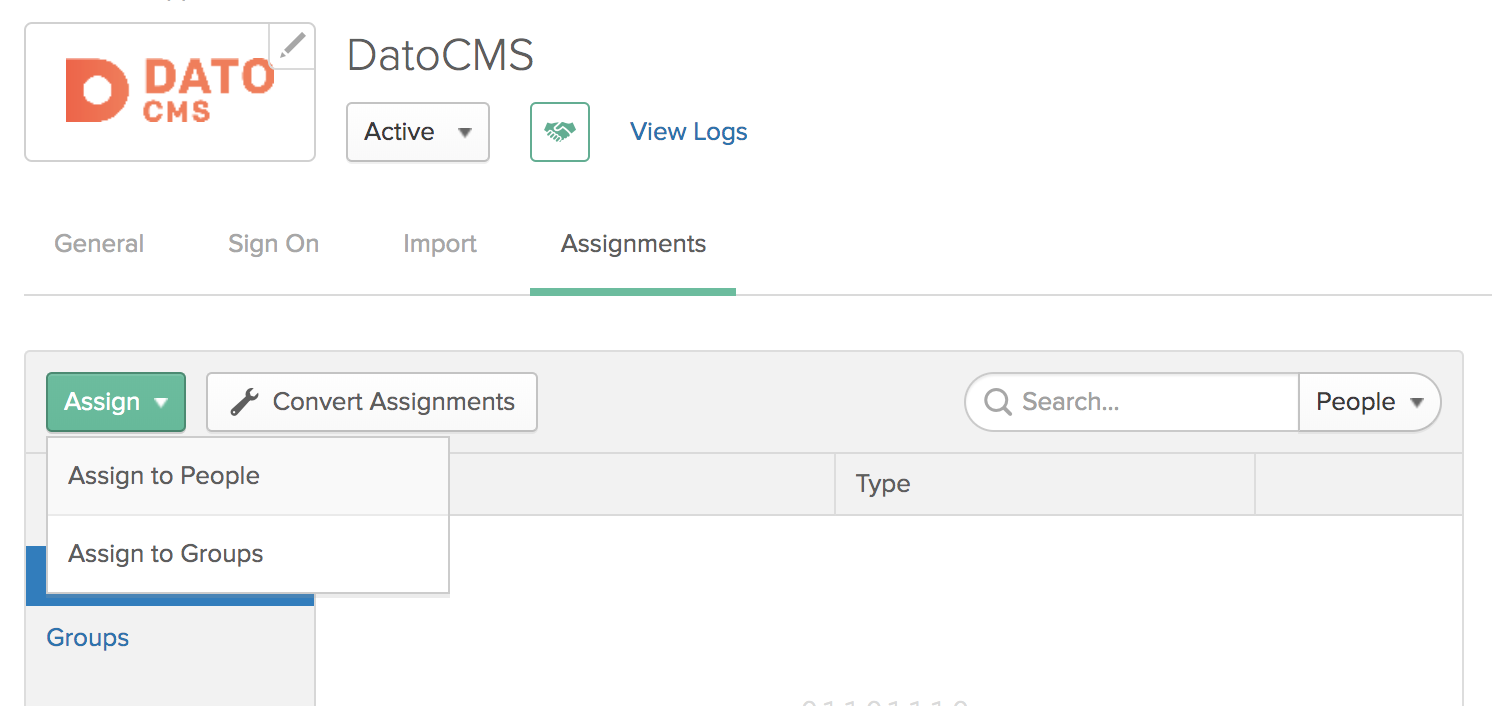 DATO
CMS
DatoCMS
Active
View Logs
General Sign On Import Assignments
Assign Convert Assignments Search... People
Assign to People
Type
Assign to Groups
Groups